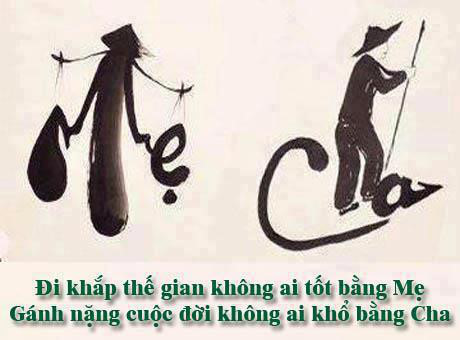 Mẹ Cha
Đi khắp thế gian không ai tốt bằng Mẹ
Gánh nặng cuộc đời không ai khổ bằng Cha